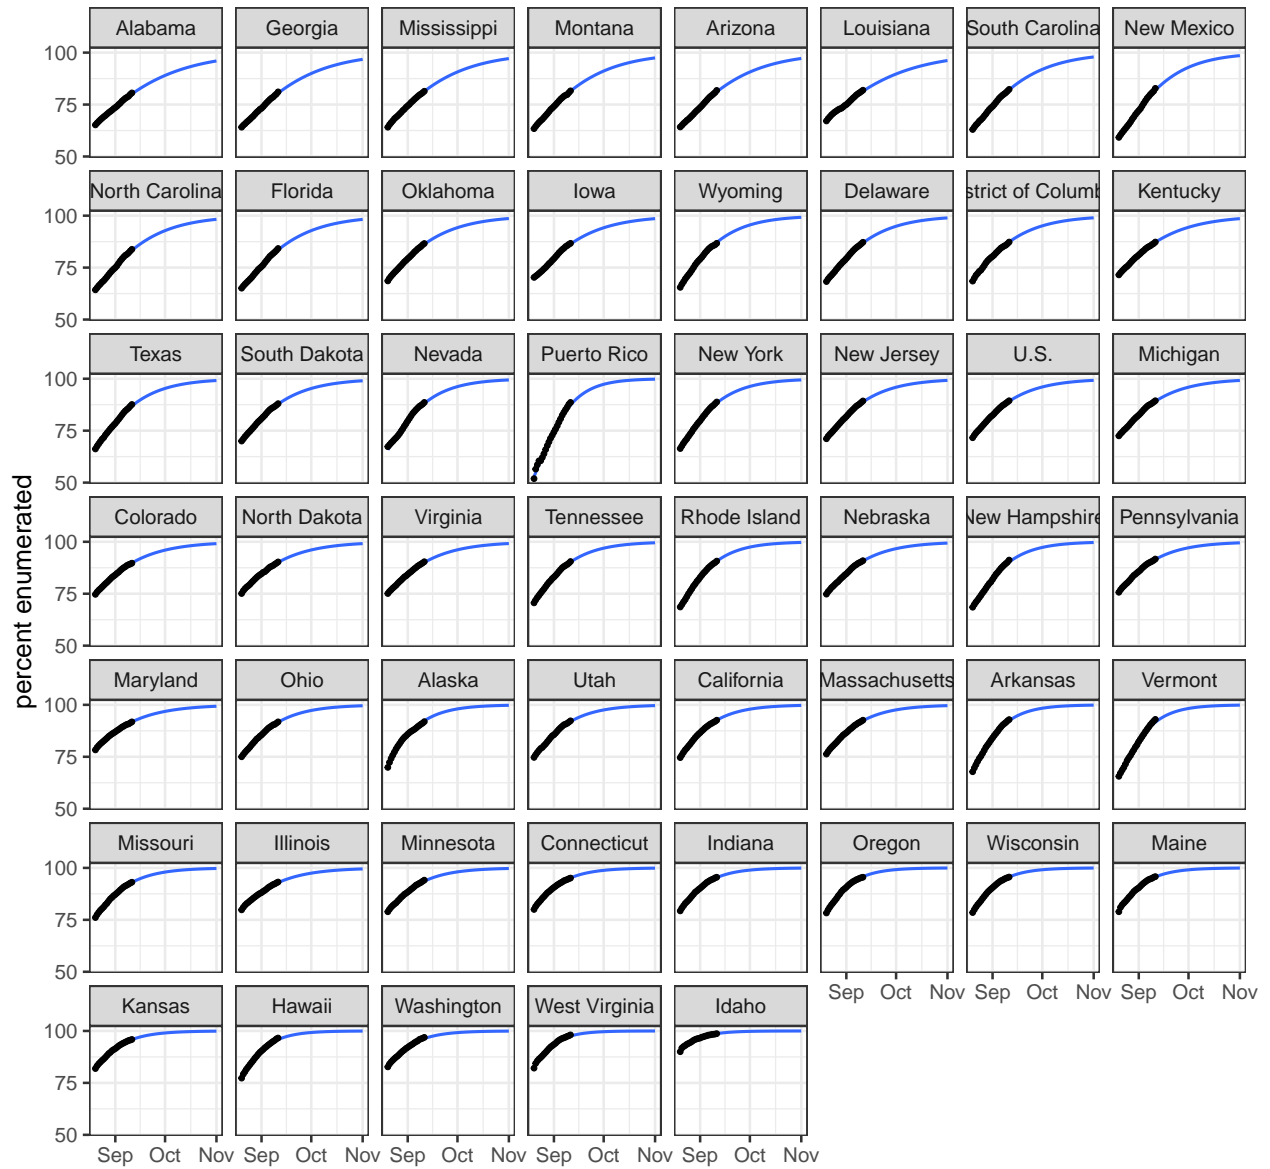 Alabama Georgia Mississippi Montana Arizona Louisiana South Carolina New Mexico
100
75
50
North Carolina Florida Oklahoma Iowa Wyoming Delaware strict of Columb Kentucky
100
75
50
Texas South Dakota Nevada Puerto Rico New York New Jersey U.S. Michigan
100
75
50
percent enumerated
Colorado North Dakota Virginia Tennessee Rhode Island Nebraska New Hampshire Pennsylvania
100
75
50
Maryland Ohio Alaska Utah California Massachusetts Arkansas Vermont
100
75
50
Missouri Illinois Minnesota Connecticut Indiana Oregon Wisconsin Maine
100
75
50
Sep Oct Nov Sep Oct Nov Sep Oct Nov
Kansas Hawaii Washington West Virginia Idaho
100
75
50
Sep Oct Nov Sep Oct Nov Sep Oct Nov Sep Oct Nov Sep Oct Nov